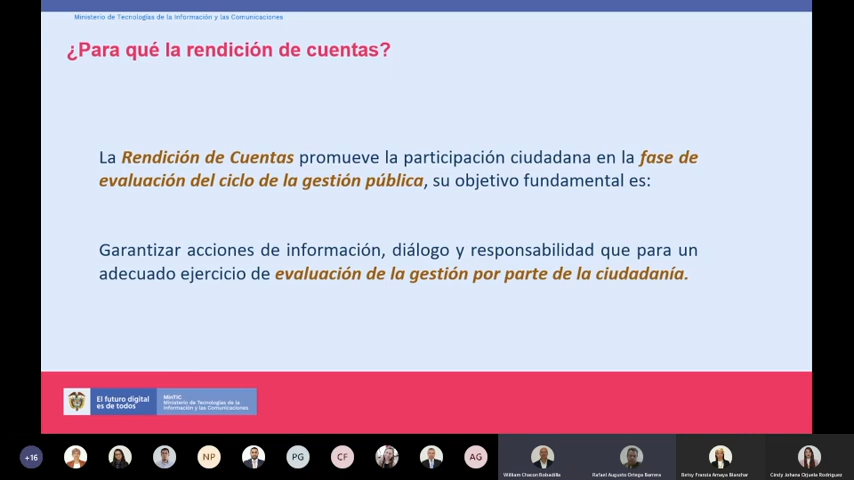 Ministerio de Tecnologías de la Información y las Comunicaciones
¿Para qué la rendición de cuentas?
La Rendición de Cuentas promueve la participación ciudadana en la fase de
evaluación del ciclo de la gestión pública, su objetivo fundamental es:
Garantizar acciones de información, diálogo y responsabilidad que para un
adecuado ejercicio de evaluación de la gestión por parte de la ciudadanía.
El futuro digital
es de todos
MinTIC
Ministerio de Tecnologías de la
Información y las Comunicaciones
+16
NP
PG
CF
AG
William Chacon Bobadilla
Rafael Augusto Ortega Barrera
Betsy Francia Amaya Blanchar
Cindy Johana Orjuela Rodriguez